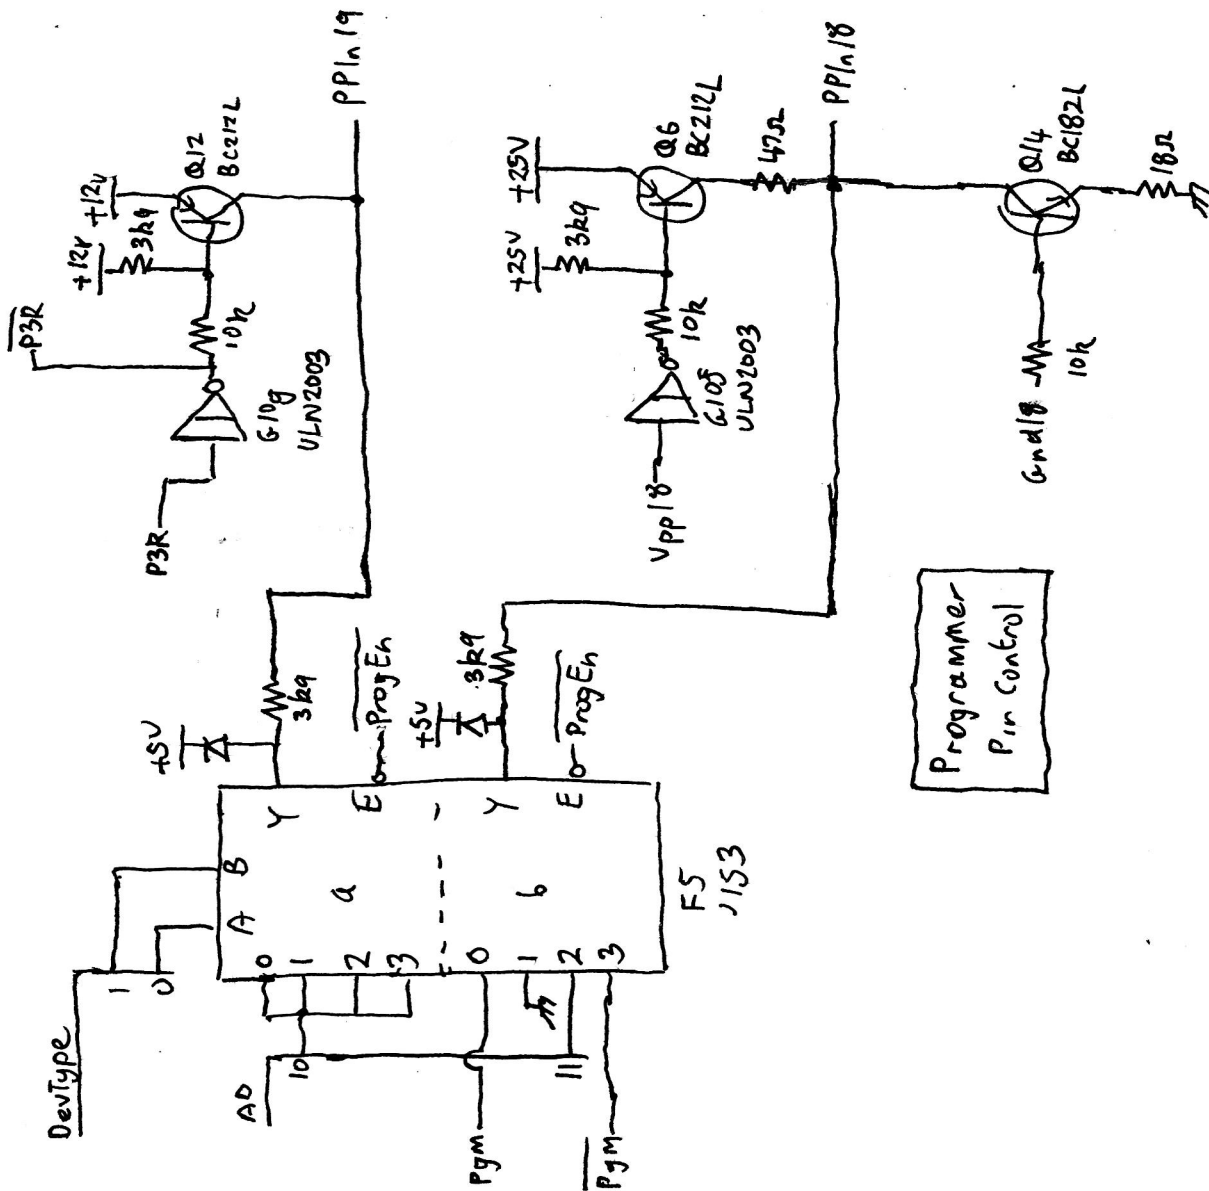 DevType
1
0
AD
10
11
Pgm
Pgm
A
B
0
1
2
3
a
Y
E
0
1
2
3
b
Y
E
F5
'153
+5V
3k9
ProgEn
+5V
3k9
ProgEn
P3R
P3R
G10g
ULN2003
10k
+12V
3k9
+12V
Q12
BC212L
PPin19
Vpp18
G10f
ULN2003
10k
+25V
3k9
+25V
Q6
BC212L
47Ω
PPin18
Gnd18
10k
Q14
BC182L
18Ω
Programmer
Pin Control